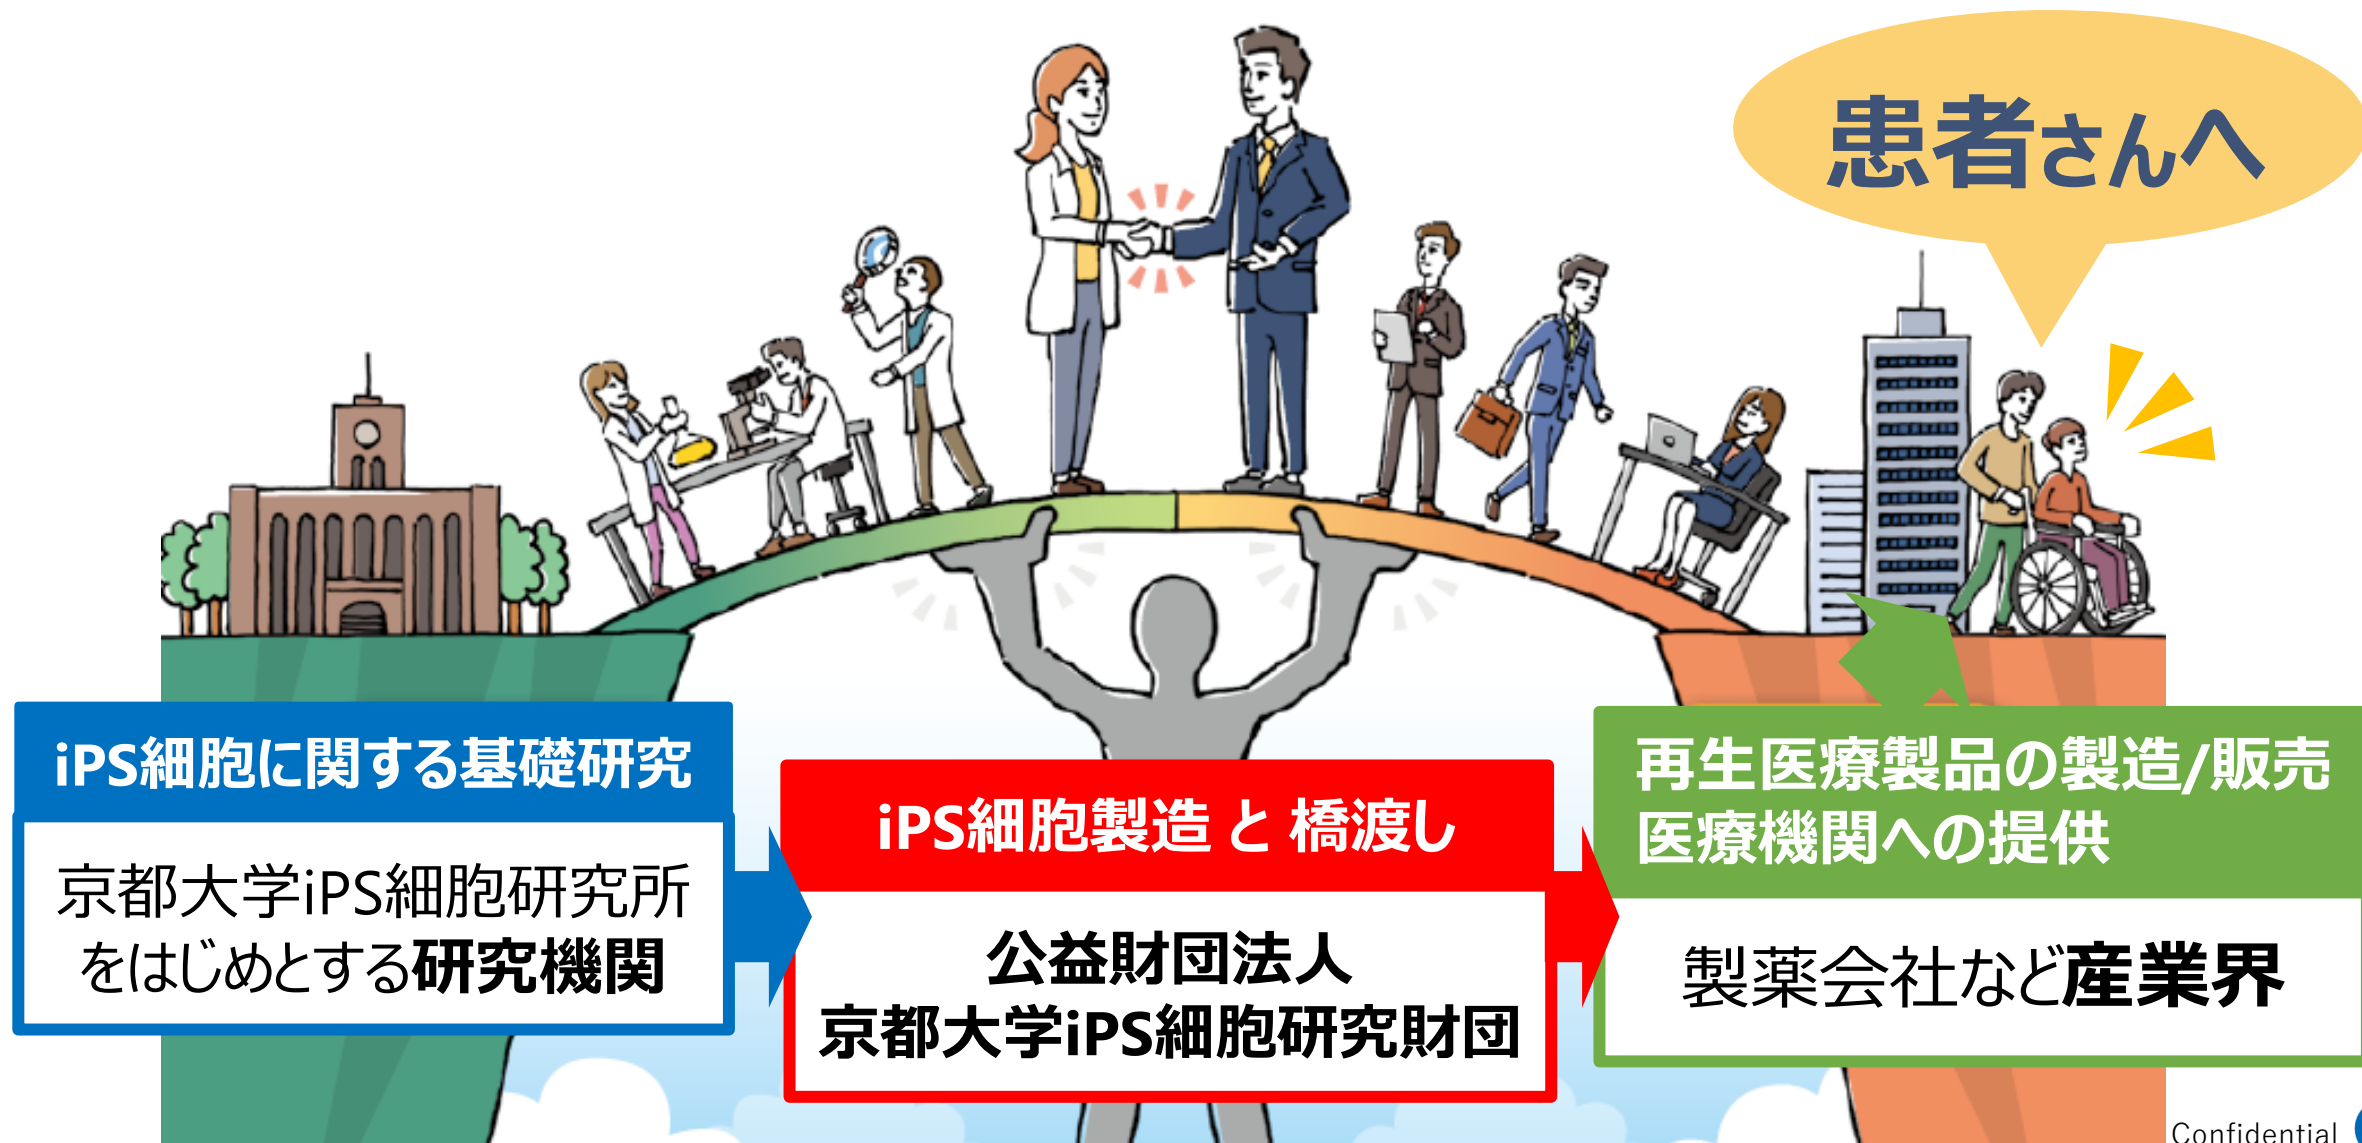 患者さんへ
iPS細胞に関する基礎研究
京都大学iPS細胞研究所
をはじめとする研究機関
iPS細胞製造 と 橋渡し
公益財団法人
京都大学iPS細胞研究財団
再生医療製品の製造/販売
医療機関への提供
製薬会社など産業界
Confidential